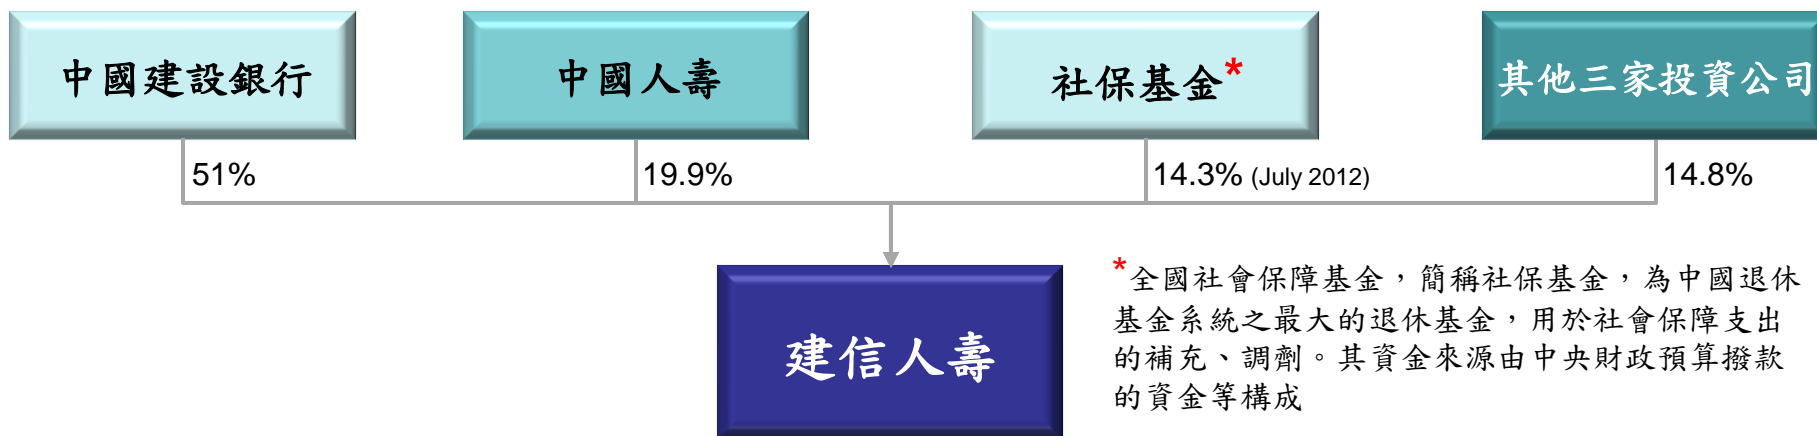 中國建設銀行
中國人壽
社保基金*
其他三家投資公司
51%
19.9%
14.3% (July 2012)
14.8%
建信人壽
*全國社會保障基金，簡稱社保基金，為中國退休
基金系統之最大的退休基金，用於社會保障支出
的補充、調劑。其資金來源由中央財政預算撥款
的資金等構成